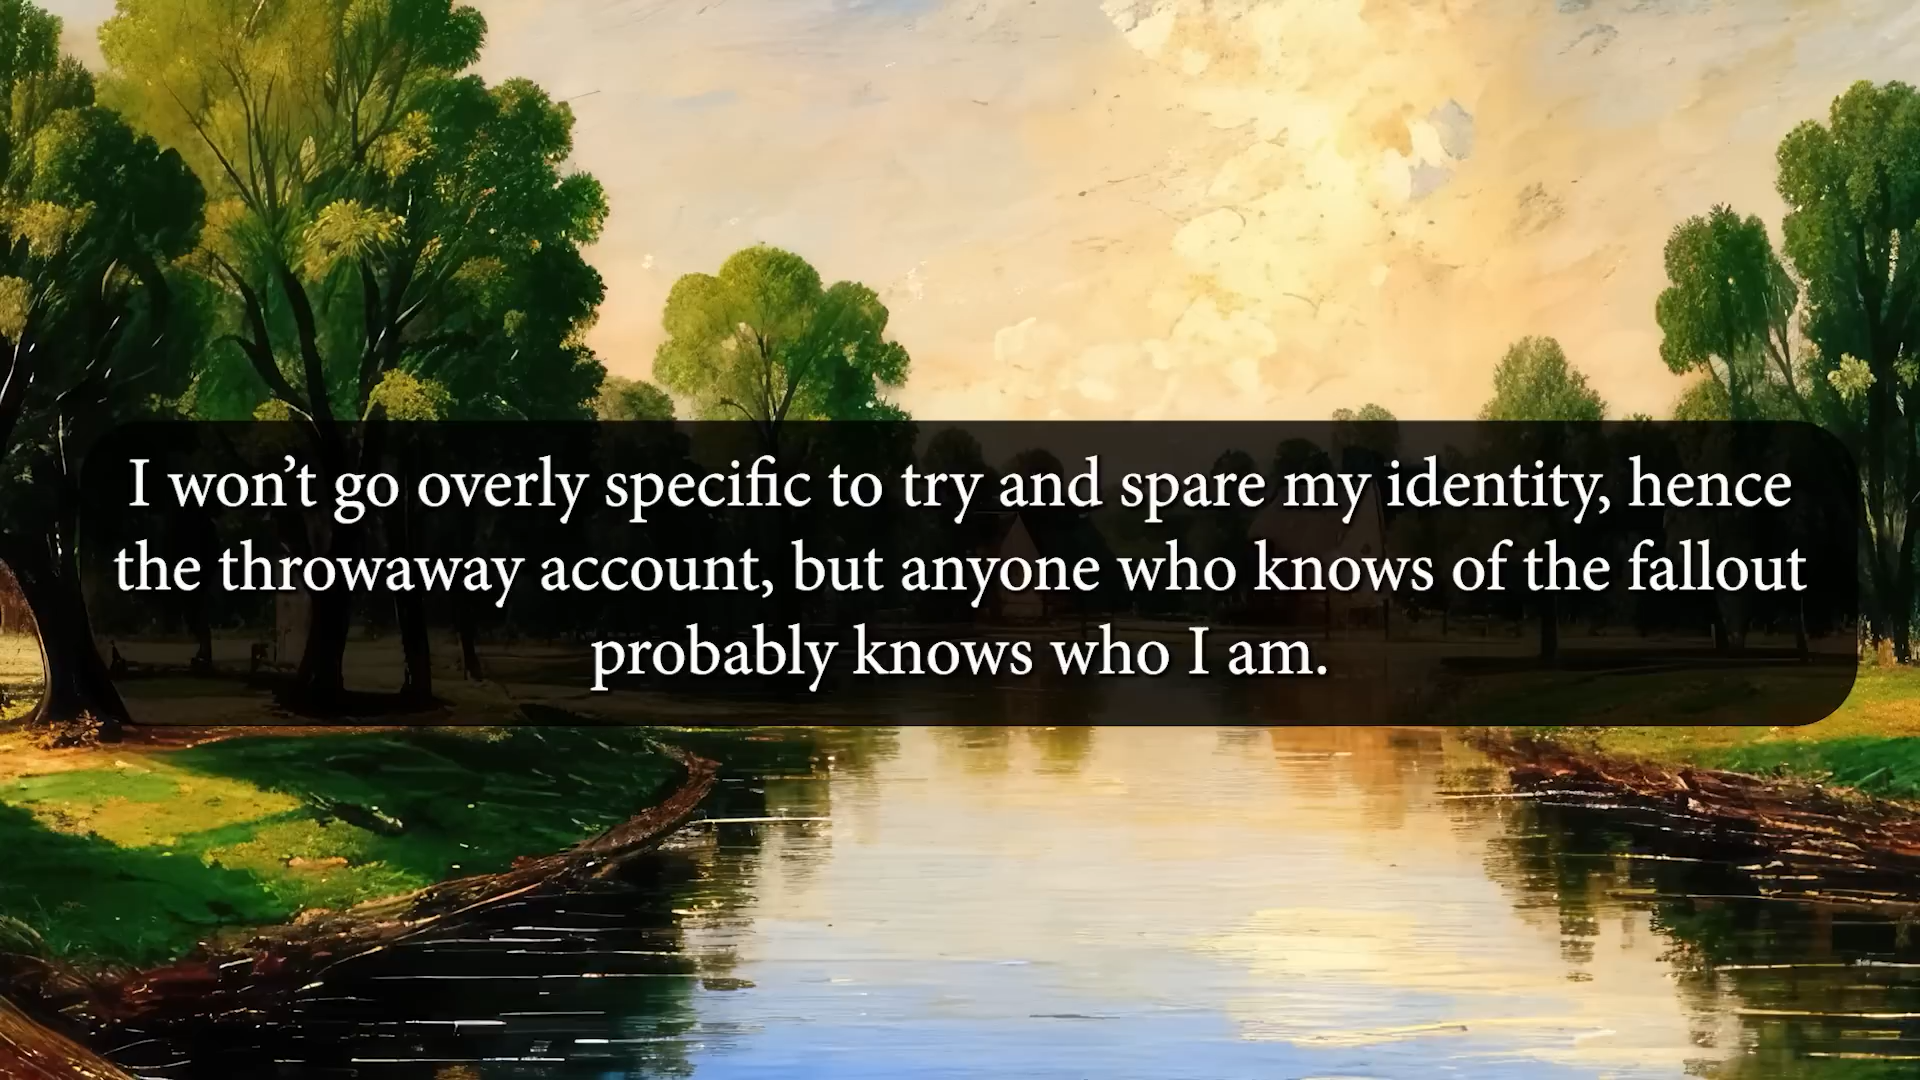 I won’t go overly specific to try and spare my identity, hence
the throwaway account, but anyone who knows of the fallout
probably knows who I am.